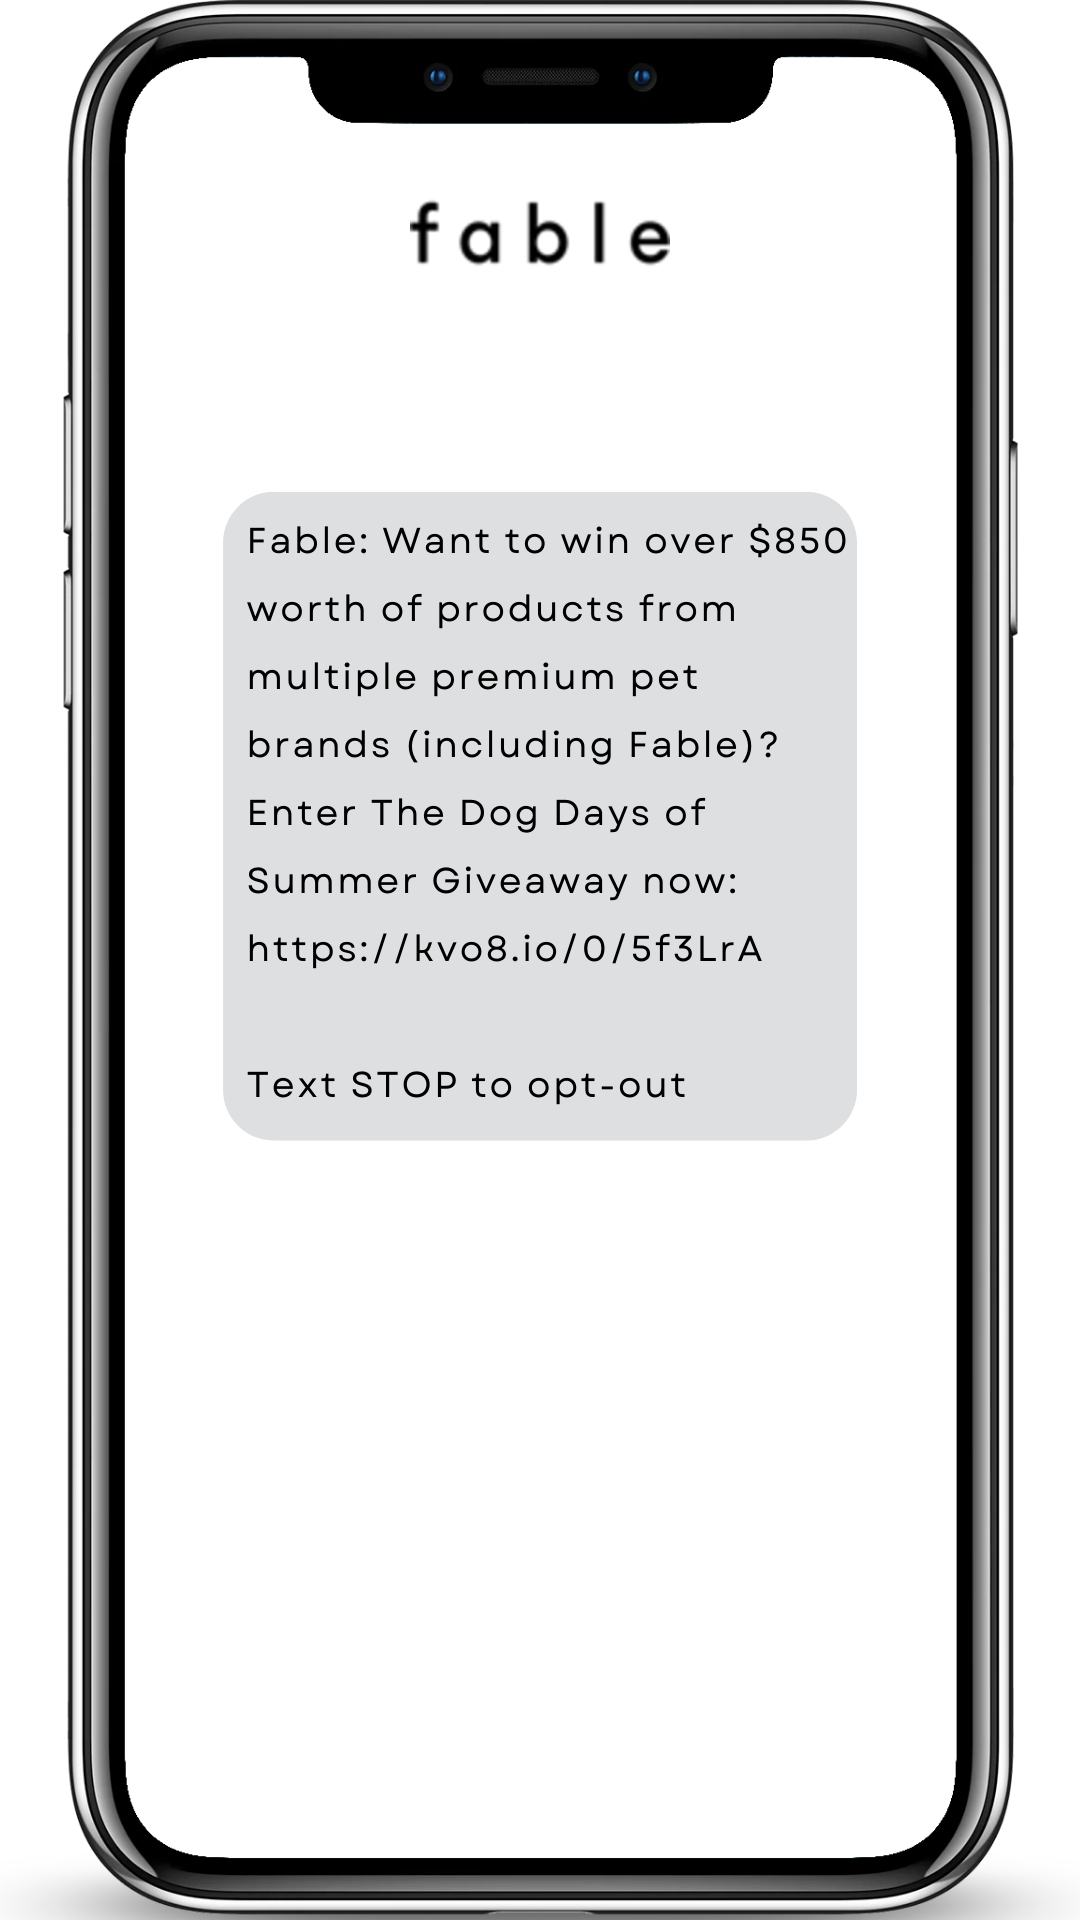 fable
Fable: Want to win over $850
worth of products from
multiple premium pet
brands (including Fable)?
Enter The Dog Days of
Summer Giveaway now:
https://kvo8.io/0/5f3LrA
Text STOP to opt-out